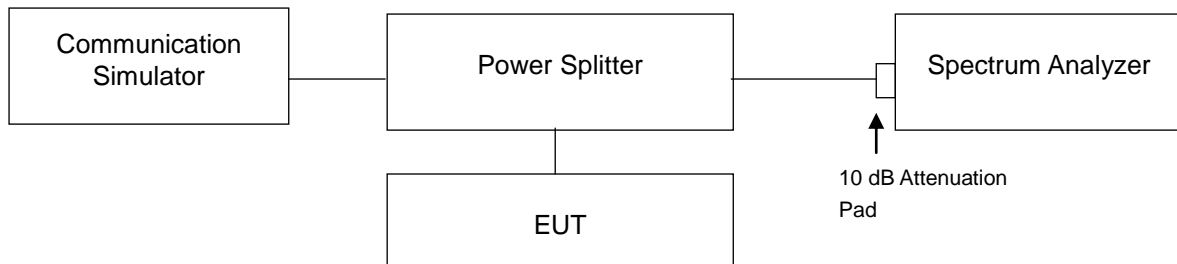 Communication
Simulator
Power Splitter
Spectrum Analyzer
10 dB Attenuation
Pad
EUT